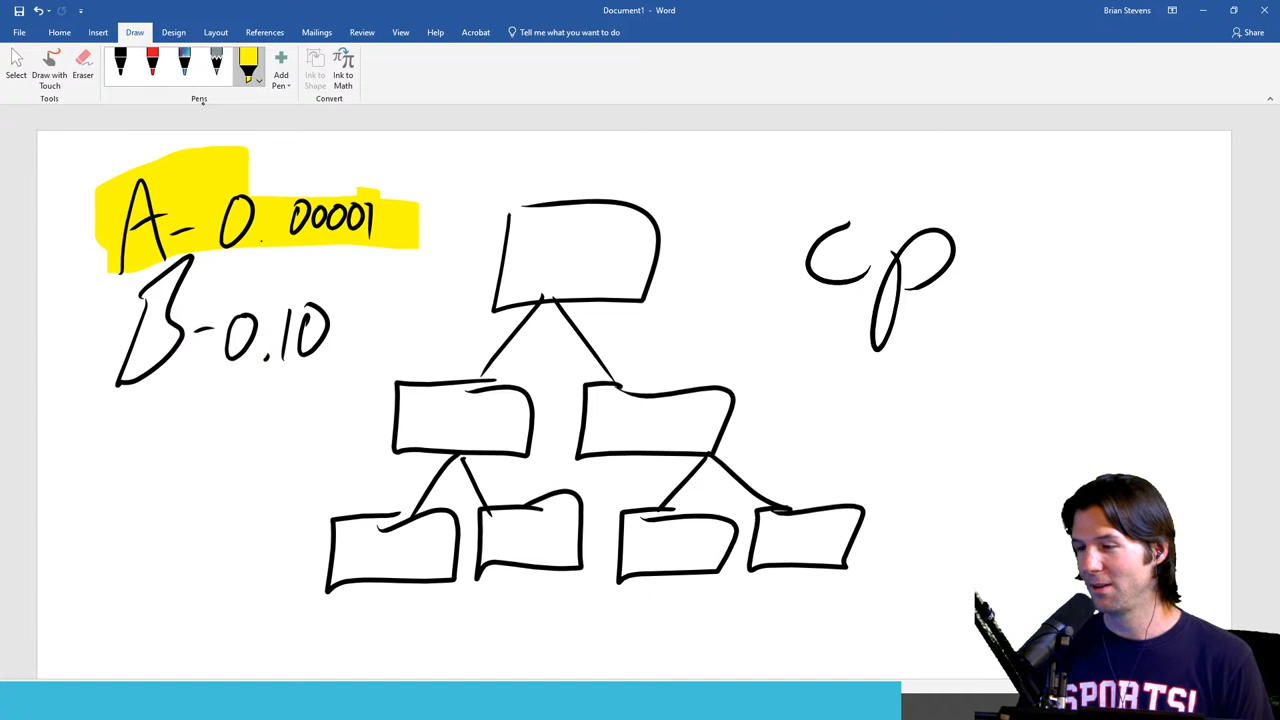 Document1 - Word
Brian Stevens
File Home Insert Draw Design Layout References Mailings Review View Help Acrobat Tell me what you want to do Share
Select
Draw with Touch
Eraser
Add Pen
Ink to Shape
Ink to Math
Tools
Pens
Convert
A- 0.00001
B-0.10
cp
SPORTS!